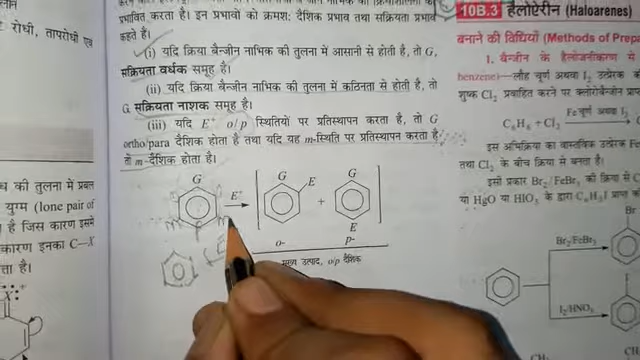 रोधी, तापरोधी एवं
प्रभावित करता है। इन प्रभावों को क्रमशः दैशिक प्रभाव तथा सक्रियता प्रभाव
कहते हैं।
(i) यदि क्रिया बैन्जीन नाभिक की तुलना में आसानी से होती है, तो G,
सक्रियता वर्धक समूह है।
(ii) यदि क्रिया बैन्जीन नाभिक की तुलना में कठिनता से होती है, तो
G सक्रियता नाशक समूह है।
(iii) यदि E⁺ o/p स्थितियों पर प्रतिस्थापन करता है, तो G
ortho/para दैशिक होता है तथा यदि यह m-स्थिति पर प्रतिस्थापन करता है,
तो m-दैशिक होता है।
G E⁺ G E + G E
m m
p
o- p-
मुख्य उत्पाद, o/p दैशिक
की तुलना में प्रबल
युग्म (lone pair of
है जिस कारण इसमें
कारण इनका C—X
ता है।
X
10B.3 हैलोऐरीन (Haloarenes)
बनाने की विधियाँ (Methods of Prepa
1. बैन्जीन के हैलोजनीकरण से
benzene)—लौह चूर्ण अथवा I₂ उत्प्रेरक की
शुष्क Cl₂ प्रवाहित करने पर क्लोरोबैन्जीन प्राप्त
C₆H₆ + Cl₂ Fe चूर्ण अथवा I₂ C
इस अभिक्रिया का वास्तविक उत्प्रेरक F
तथा Cl₂ के बीच क्रिया से बनता है।
इसी प्रकार Br₂/FeBr₃ की क्रिया से C
या HgO या HIO₃ के द्वारा C₆H₅I प्राप्त
Br
Br₂/FeBr₃
I
I₂/HNO₃
CH